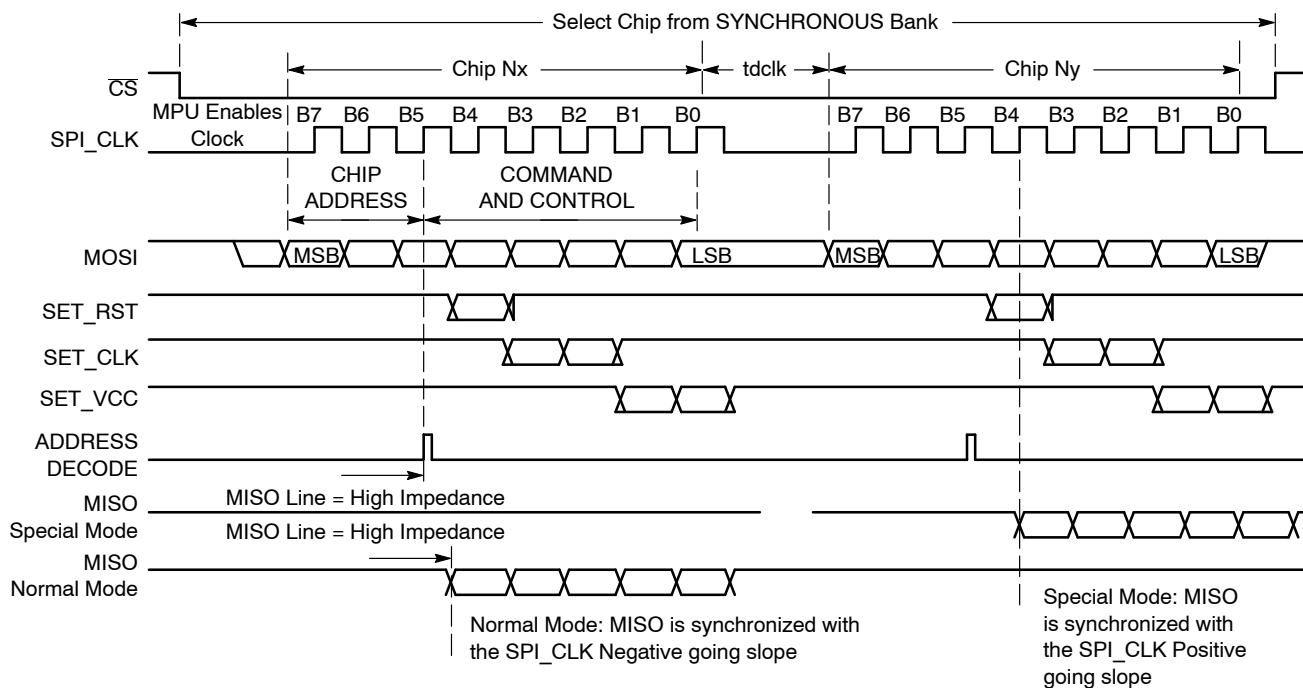 Select Chip from SYNCHRONOUS Bank
Chip Nx
tdclk
Chip Ny
CS
MPU Enables
Clock
B7 B6 B5 B4 B3 B2 B1 B0
B7 B6 B5 B4 B3 B2 B1 B0
SPI_CLK
CHIP
ADDRESS
COMMAND
AND CONTROL
MOSI
MSB
LSB
MSB
LSB
SET_RST
SET_CLK
SET_VCC
ADDRESS
DECODE
MISO Line = High Impedance
MISO
Special Mode
MISO Line = High Impedance
MISO
Normal Mode
Normal Mode: MISO is synchronized with
the SPI_CLK Negative going slope
Special Mode: MISO
is synchronized with
the SPI_CLK Positive
going slope